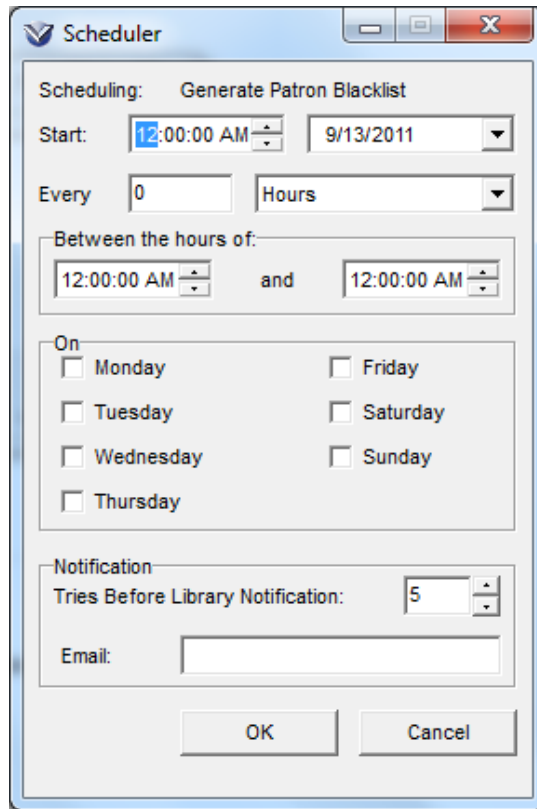 Scheduler
Scheduling: Generate Patron Blacklist
Start: 12:00:00 AM 9/13/2011
Every 0 Hours
Between the hours of:
12:00:00 AM and 12:00:00 AM
On
Monday Friday
Tuesday Saturday
Wednesday Sunday
Thursday
Notification
Tries Before Library Notification: 5
Email:
OK Cancel